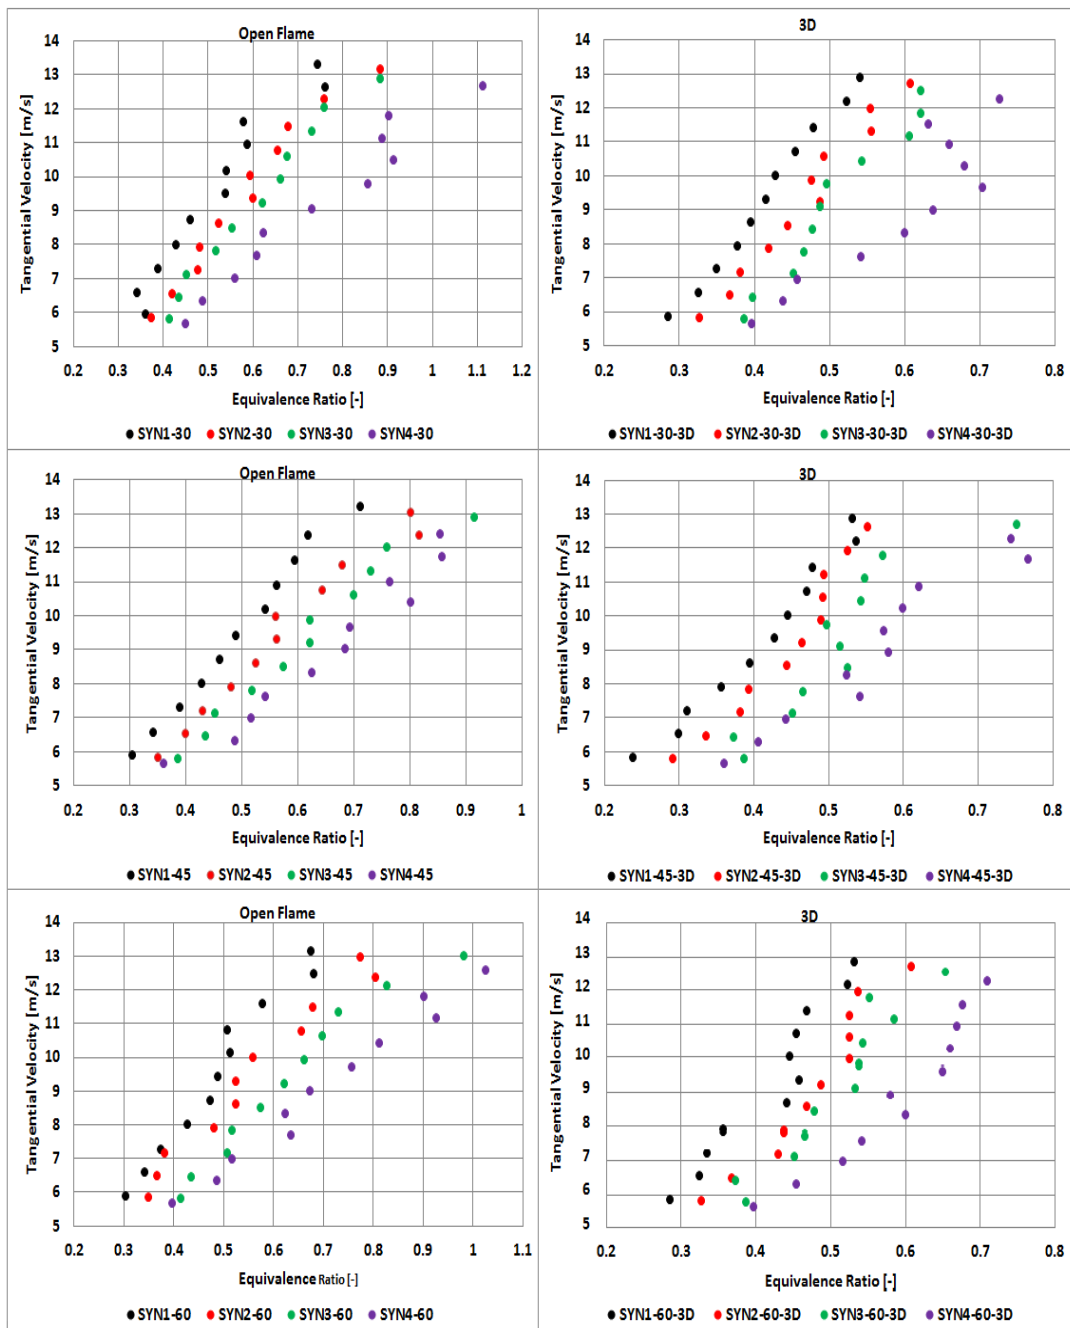 Open Flame
14
13
12
11
10
9
8
7
6
5
Tangential Velocity [m/s]
0.2 0.3 0.4 0.5 0.6 0.7 0.8 0.9 1 1.1 1.2
Equivalence Ratio [-]
SYN1-30 SYN2-30 SYN3-30 SYN4-30
3D
14
13
12
11
10
9
8
7
6
5
Tangential Velocity [m/s]
0.2 0.3 0.4 0.5 0.6 0.7 0.8
Equivalence Ratio [-]
SYN1-30-3D SYN2-30-3D SYN3-30-3D SYN4-30-3D
Open Flame
14
13
12
11
10
9
8
7
6
5
Tangential Velocity [m/s]
0.2 0.3 0.4 0.5 0.6 0.7 0.8 0.9 1
Equivalence Ratio [-]
SYN1-45 SYN2-45 SYN3-45 SYN4-45
3D
14
13
12
11
10
9
8
7
6
5
Tangential Velocity [m/s]
0.2 0.3 0.4 0.5 0.6 0.7 0.8
Equivalence Ratio [-]
SYN1-45-3D SYN2-45-3D SYN3-45-3D SYN4-45-3D
Open Flame
14
13
12
11
10
9
8
7
6
5
Tangential Velocity [m/s]
0.2 0.3 0.4 0.5 0.6 0.7 0.8 0.9 1 1.1
Equivalence Ratio [-]
SYN1-60 SYN2-60 SYN3-60 SYN4-60
3D
14
13
12
11
10
9
8
7
6
5
Tangential Velocity [m/s]
0.2 0.3 0.4 0.5 0.6 0.7 0.8
Equivalence Ratio [-]
SYN1-60-3D SYN2-60-3D SYN3-60-3D SYN4-60-3D